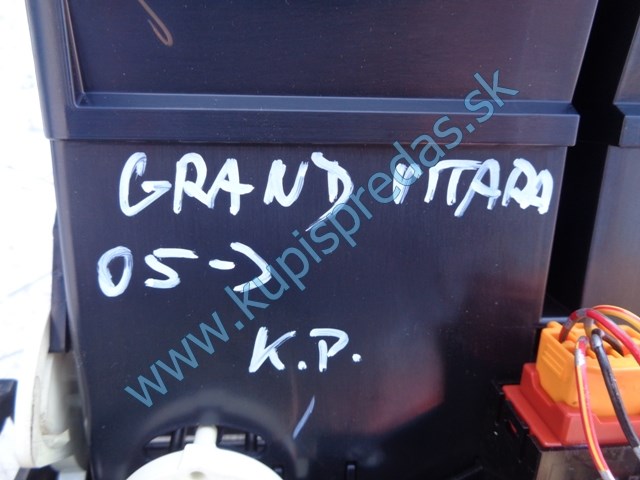 GRAND VITARA
05->
K.P.
www.kupispredas.sk